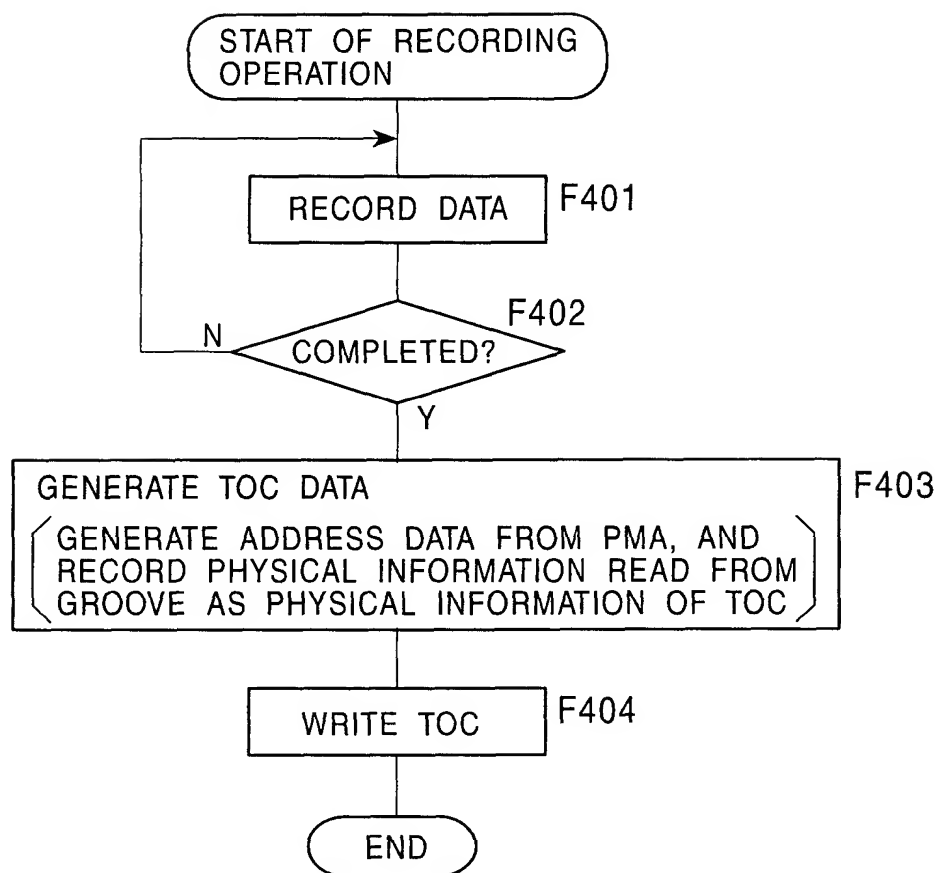 START OF RECORDING
OPERATION
RECORD DATA
F401
F402
N
COMPLETED?
Y
F403
GENERATE TOC DATA
GENERATE ADDRESS DATA FROM PMA, AND
RECORD PHYSICAL INFORMATION READ FROM
GROOVE AS PHYSICAL INFORMATION OF TOC
WRITE TOC
F404
END